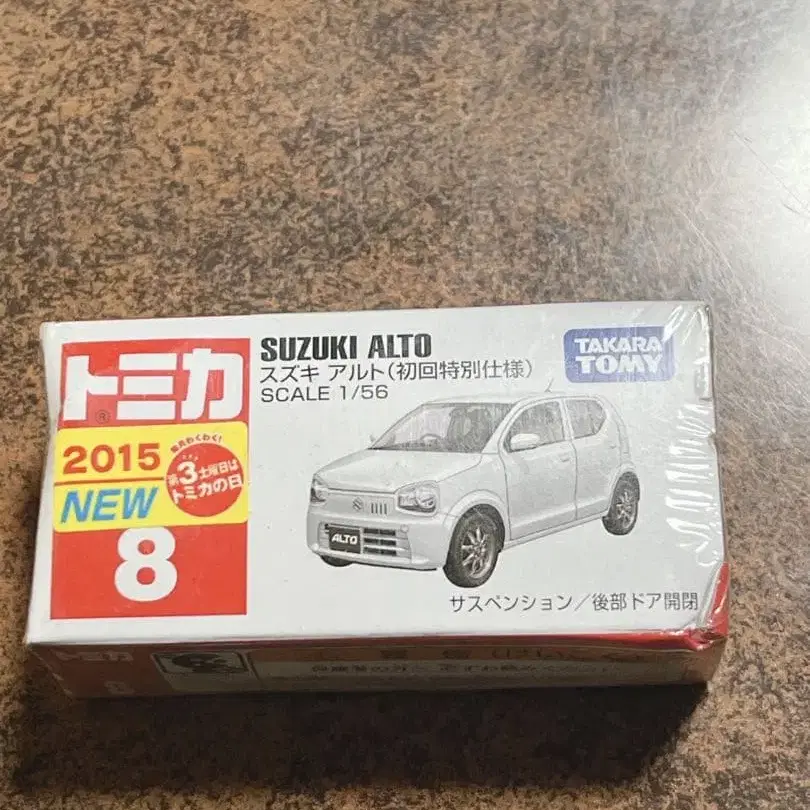 トミカ
®
2015
NEW
毎月わくわく!
第3土曜日は
トミカの日
8
SUZUKI ALTO
スズキ アルト(初回特別仕様)
SCALE 1/56
TAKARA
TOMY
ALTO
サスペンション/後部ドア開閉